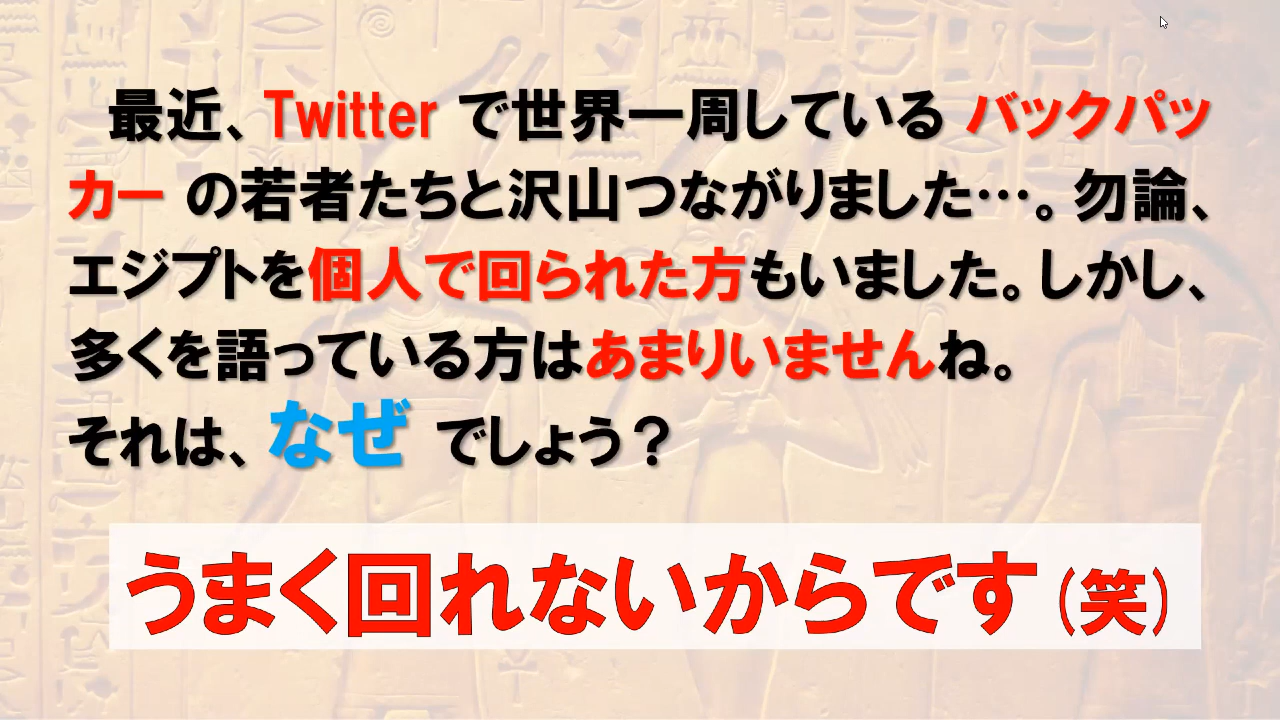 最近、Twitter で世界一周している バックパッ
カー の若者たちと沢山つながりました…。勿論、
エジプトを個人で回られた方もいました。しかし、
多くを語っている方はあまりいませんね。
それは、なぜ でしょう？
うまく回れないからです（笑）